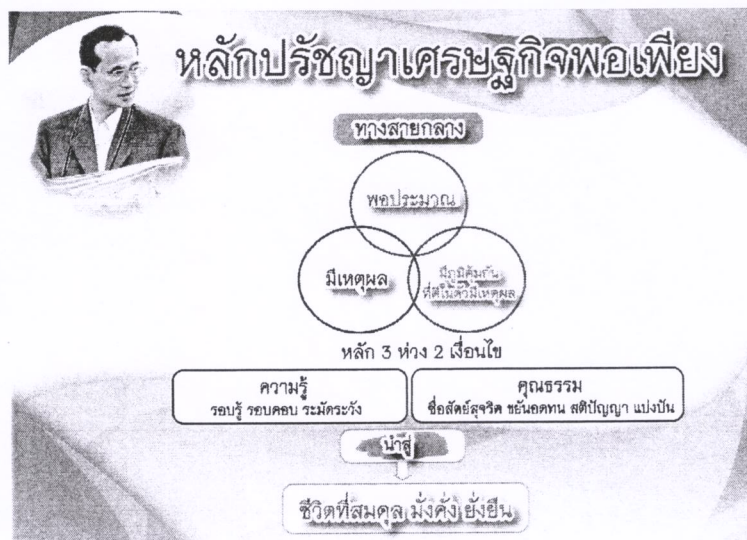 หลักปรัชญาเศรษฐกิจพอเพียง
ทางสายกลาง
พอประมาณ
มีเหตุผล
มีภูมิคุ้มกัน
ที่ดีในตัวมีเหตุผล
หลัก 3 ห่วง 2 เงื่อนไข
ความรู้
รอบรู้ รอบคอบ ระมัดระวัง
คุณธรรม
ซื่อสัตย์สุจริต ขยันอดทน สติปัญญา แบ่งปัน
นำสู่
ชีวิตที่สมดุล มั่งคั่ง ยั่งยืน